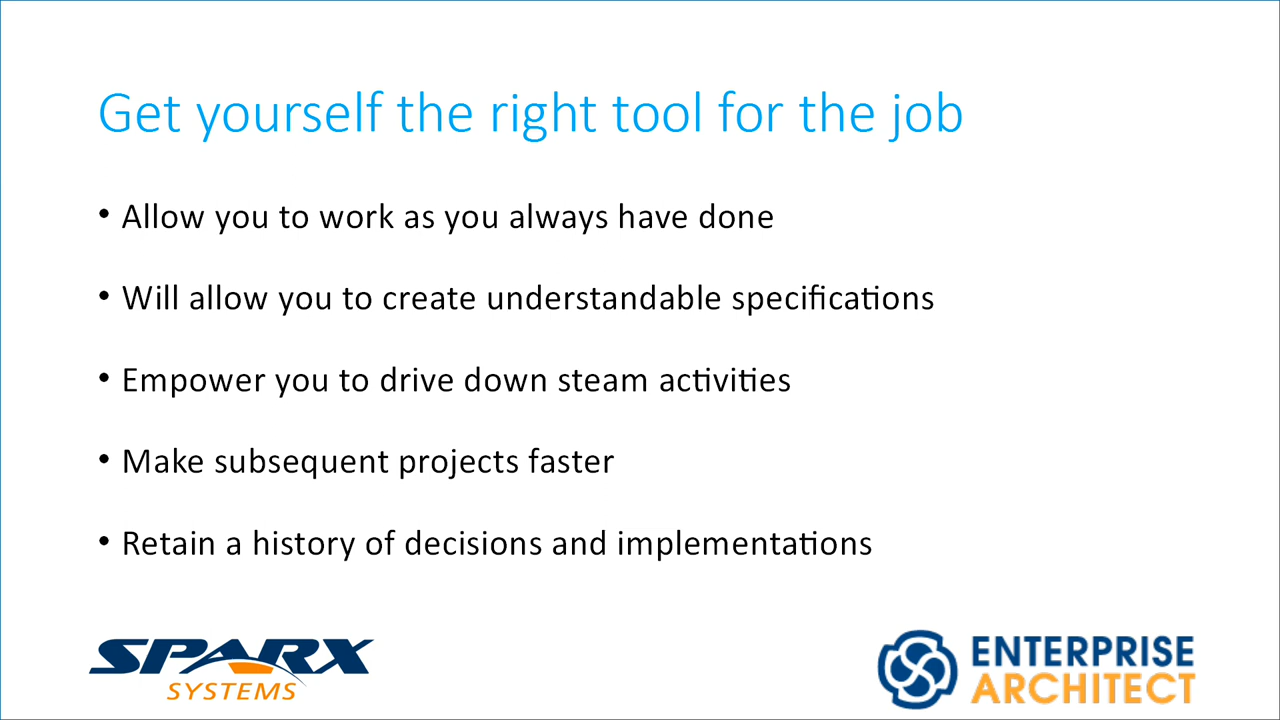 Get yourself the right tool for the job
• Allow you to work as you always have done
• Will allow you to create understandable specifications
• Empower you to drive down steam activities
• Make subsequent projects faster
• Retain a history of decisions and implementations
SPARX
SYSTEMS
ENTERPRISE
ARCHITECT